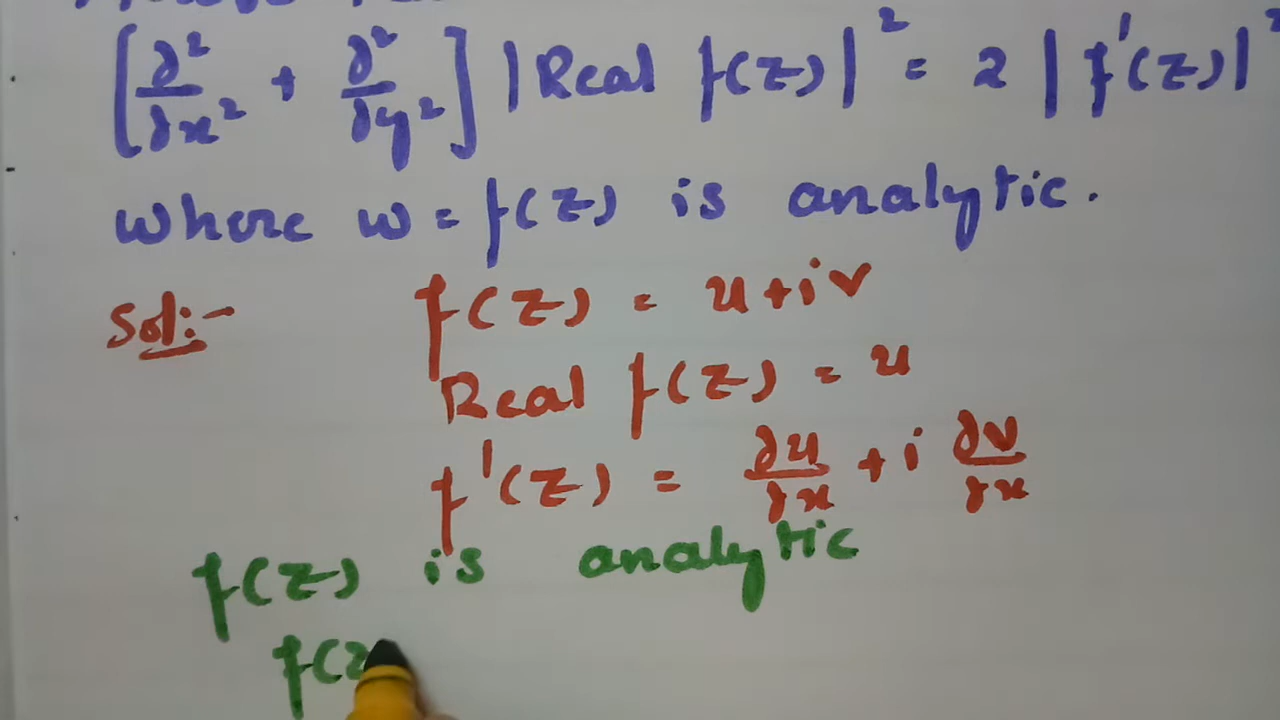 [∂²/∂x² + ∂²/∂y²] |Real f(z)|² = 2 |f'(z)|²
where w = f(z) is analytic.
Sol:- f(z) = u + iv
Real f(z) = u
f'(z) = ∂u/∂x + i ∂v/∂x
f(z) is analytic
f(z